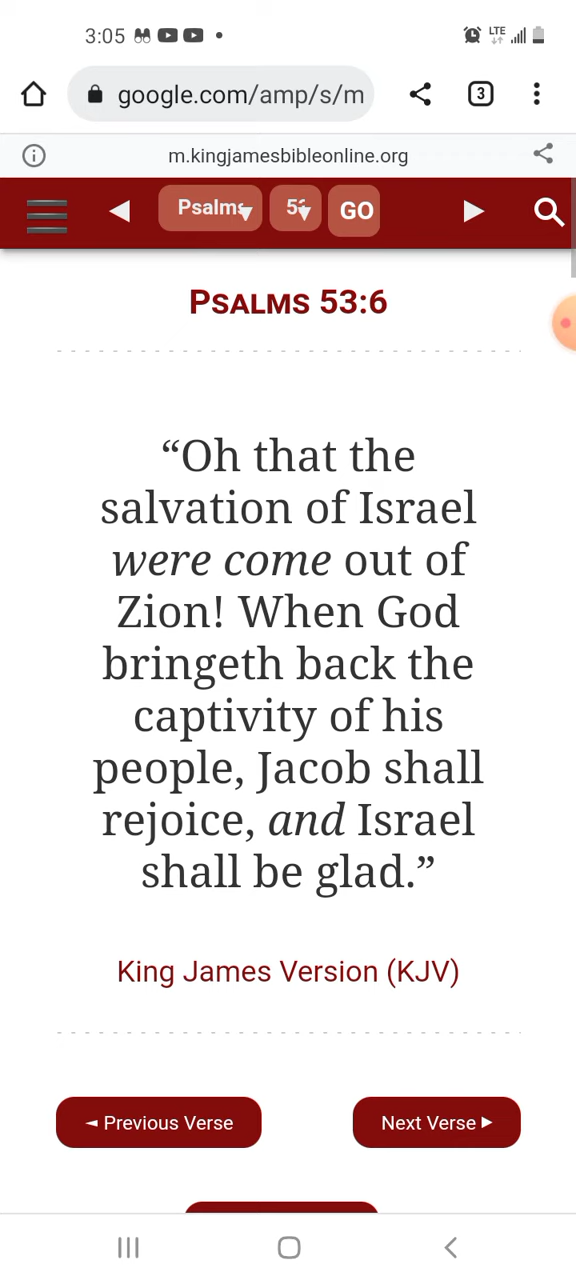 3:05
LTE
google.com/amp/s/m
3
m.kingjamesbibleonline.org
Psalms
GO
PSALMS 53:6
“Oh that the
salvation of Israel
were come out of
Zion! When God
bringeth back the
captivity of his
people, Jacob shall
rejoice, and Israel
shall be glad.”
King James Version (KJV)
◄ Previous Verse
Next Verse ►